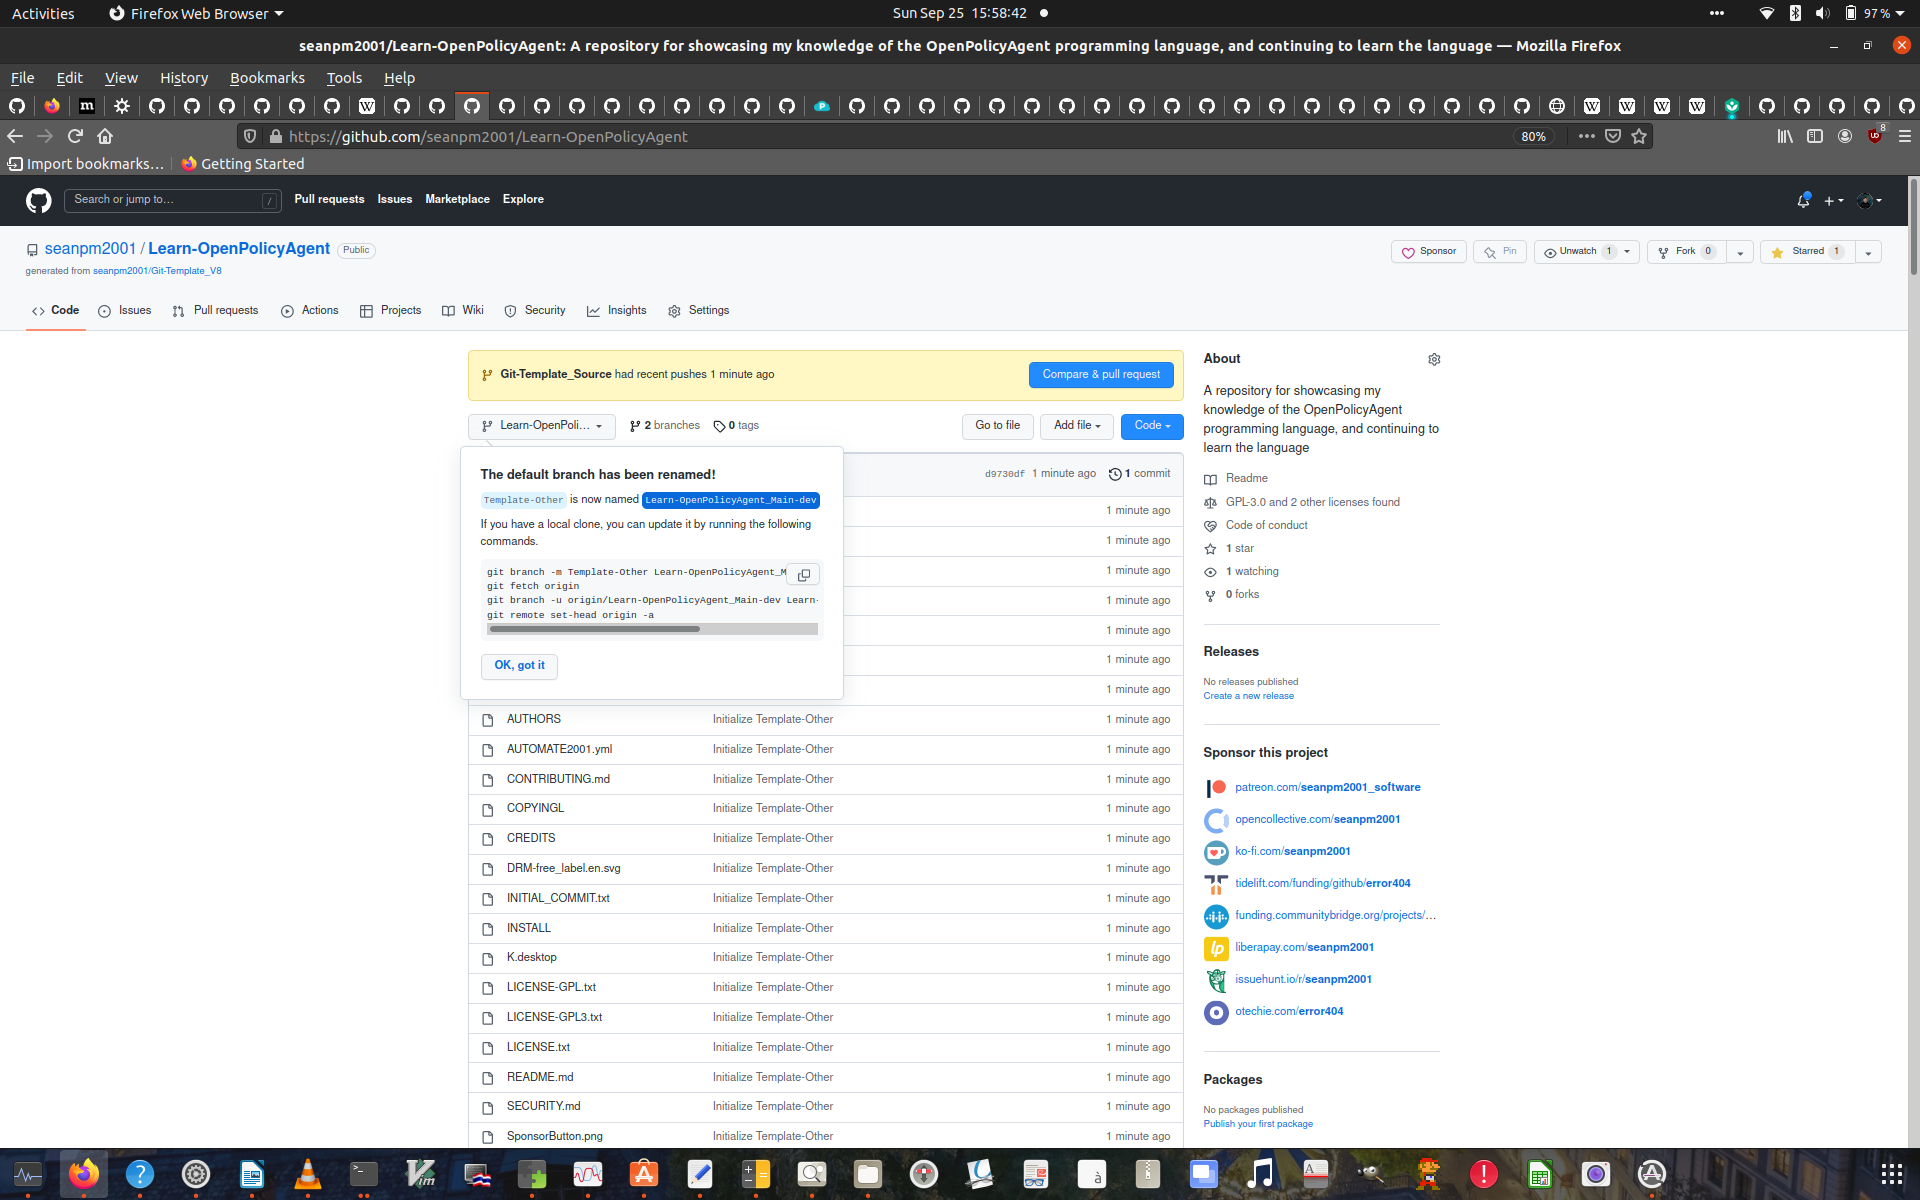 Activities
Firefox Web Browser
Sun Sep 25 15:58:42
97 %
seanpm2001/Learn-OpenPolicyAgent: A repository for showcasing my knowledge of the OpenPolicyAgent programming language, and continuing to learn the language — Mozilla Firefox
File Edit View History Bookmarks Tools Help
https://github.com/seanpm2001/Learn-OpenPolicyAgent
80%
8
Import bookmarks…
Getting Started
Search or jump to…
/
Pull requests Issues Marketplace Explore
seanpm2001 / Learn-OpenPolicyAgent
Public
generated from seanpm2001/Git-Template_V8
Sponsor
Pin
Unwatch 1
Fork 0
Starred 1
Code
Issues
Pull requests
Actions
Projects
Wiki
Security
Insights
Settings
Git-Template_Source had recent pushes 1 minute ago
Compare & pull request
Learn-OpenPoli...
2 branches
0 tags
Go to file
Add file
Code
The default branch has been renamed!
Template-Other is now named Learn-OpenPolicyAgent_Main-dev
If you have a local clone, you can update it by running the following
commands.
git branch -m Template-Other Learn-OpenPolicyAgent_M
git fetch origin
git branch -u origin/Learn-OpenPolicyAgent_Main-dev Learn-
git remote set-head origin -a
OK, got it
d9730df 1 minute ago
1 commit
1 minute ago
1 minute ago
1 minute ago
1 minute ago
1 minute ago
1 minute ago
1 minute ago
AUTHORS Initialize Template-Other 1 minute ago
AUTOMATE2001.yml Initialize Template-Other 1 minute ago
CONTRIBUTING.md Initialize Template-Other 1 minute ago
COPYINGL Initialize Template-Other 1 minute ago
CREDITS Initialize Template-Other 1 minute ago
DRM-free_label.en.svg Initialize Template-Other 1 minute ago
INITIAL_COMMIT.txt Initialize Template-Other 1 minute ago
INSTALL Initialize Template-Other 1 minute ago
K.desktop Initialize Template-Other 1 minute ago
LICENSE-GPL.txt Initialize Template-Other 1 minute ago
LICENSE-GPL3.txt Initialize Template-Other 1 minute ago
LICENSE.txt Initialize Template-Other 1 minute ago
README.md Initialize Template-Other 1 minute ago
SECURITY.md Initialize Template-Other 1 minute ago
SponsorButton.png Initialize Template-Other 1 minute ago
About
A repository for showcasing my
knowledge of the OpenPolicyAgent
programming language, and continuing to
learn the language
Readme
GPL-3.0 and 2 other licenses found
Code of conduct
1 star
1 watching
0 forks
Releases
No releases published
Create a new release
Sponsor this project
patreon.com/seanpm2001_software
opencollective.com/seanpm2001
ko-fi.com/seanpm2001
tidelift.com/funding/github/error404
funding.communitybridge.org/projects/...
liberapay.com/seanpm2001
issuehunt.io/r/seanpm2001
otechie.com/error404
Packages
No packages published
Publish your first package